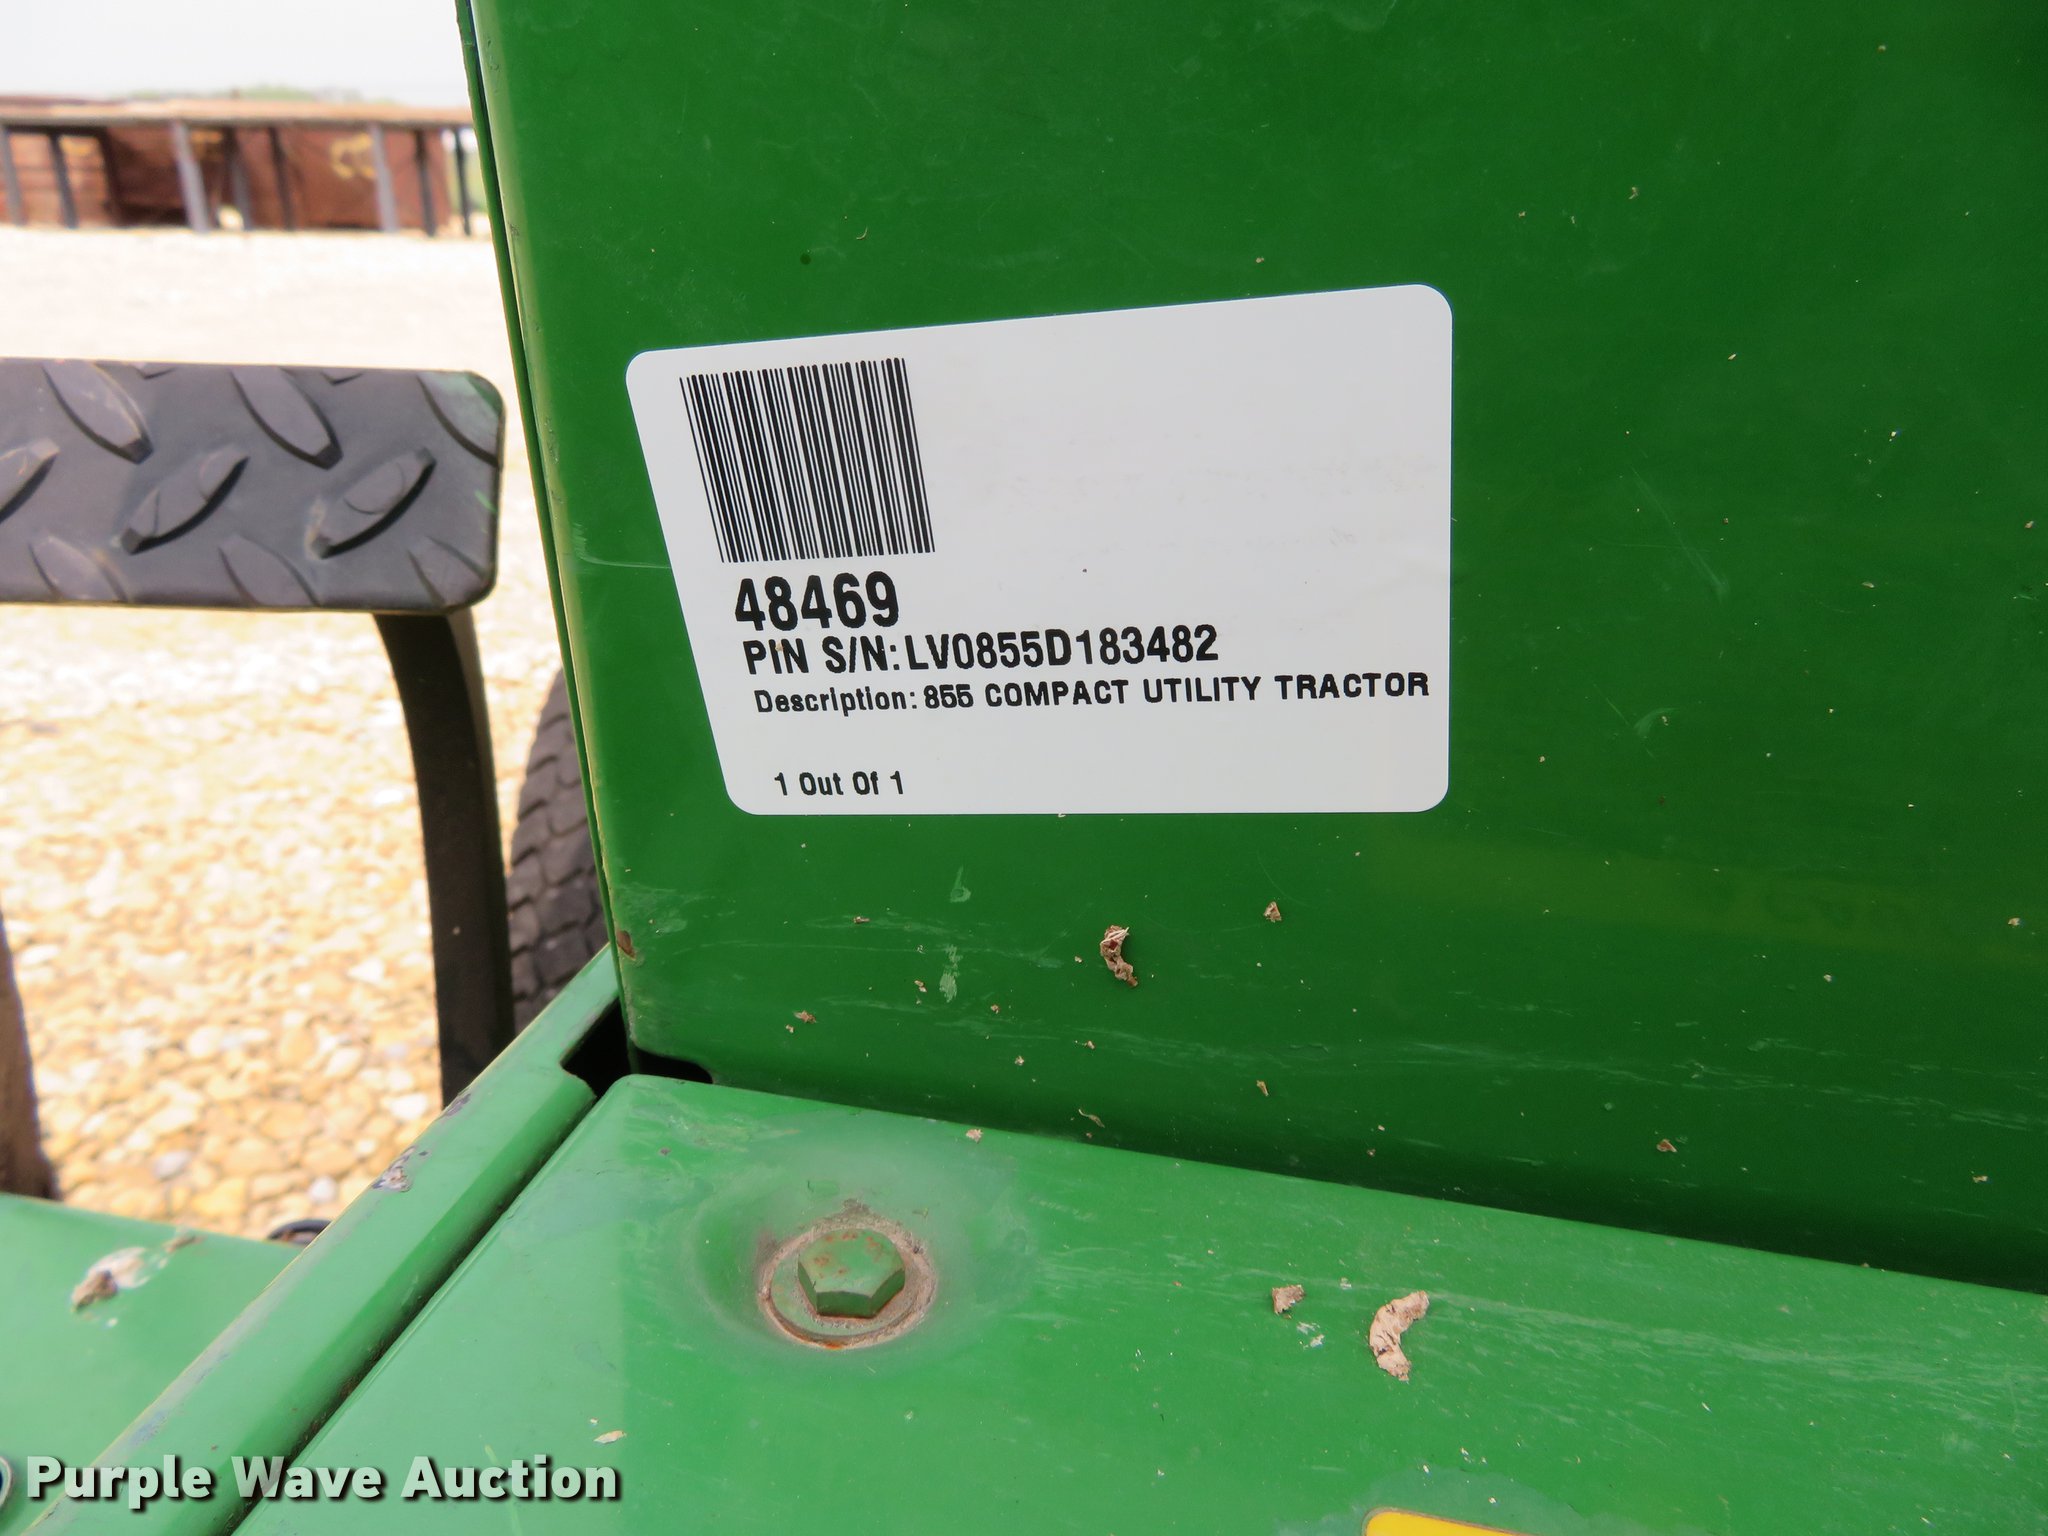 48469
PIN S/N:LV0855D183482
Description: 855 COMPACT UTILITY TRACTOR
1 Out Of 1
Purple Wave Auction